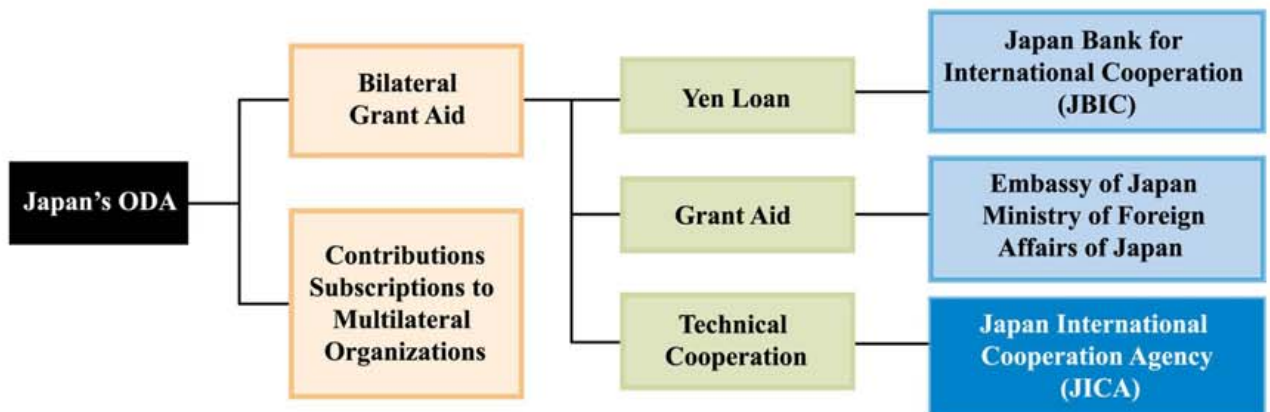 Japan's ODA
Bilateral
Grant Aid
Contributions
Subscriptions to
Multilateral
Organizations
Yen Loan
Grant Aid
Technical
Cooperation
Japan Bank for
International Cooperation
(JBIC)
Embassy of Japan
Ministry of Foreign
Affairs of Japan
Japan International
Cooperation Agency
(JICA)